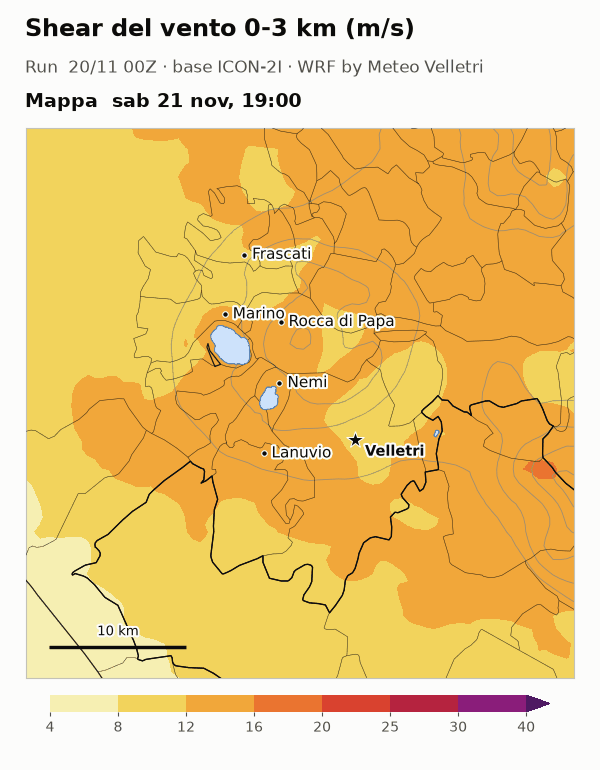 Shear del vento 0-3 km (m/s)
Run  20/11 00Z · base ICON-2I · WRF by Meteo Velletri
Mappa  sab 21 nov, 19:00
Frascati
Marino
Rocca di Papa
Nemi
Velletri
Lanuvio
10 km
4 8 12 16 20 25 30 40